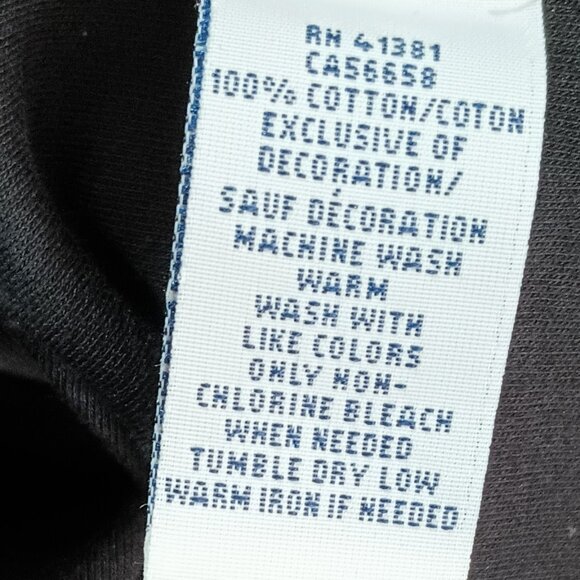 RN 41381
CA56658
100% COTTON/COTON
EXCLUSIVE OF
DECORATION/
SAUF DÉCORATION
MACHINE WASH
WARM
WASH WITH
LIKE COLORS
ONLY NON-
CHLORINE BLEACH
WHEN NEEDED
TUMBLE DRY LOW
WARM IRON IF NEEDED